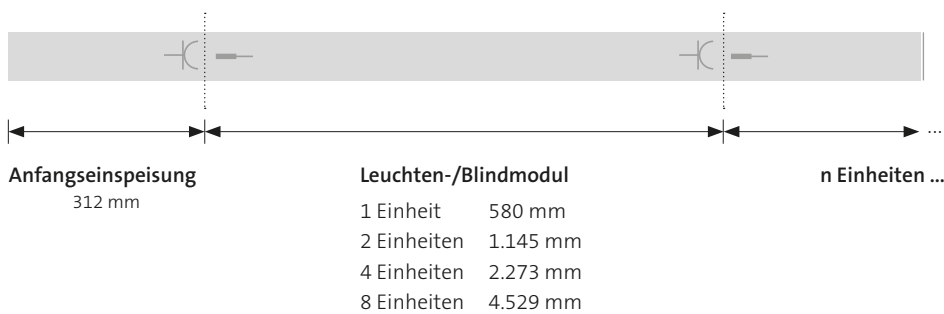 ...
Anfangseinspeisung
312 mm
Leuchten-/Blindmodul
1 Einheit 580 mm
2 Einheiten 1.145 mm
4 Einheiten 2.273 mm
8 Einheiten 4.529 mm
n Einheiten ...